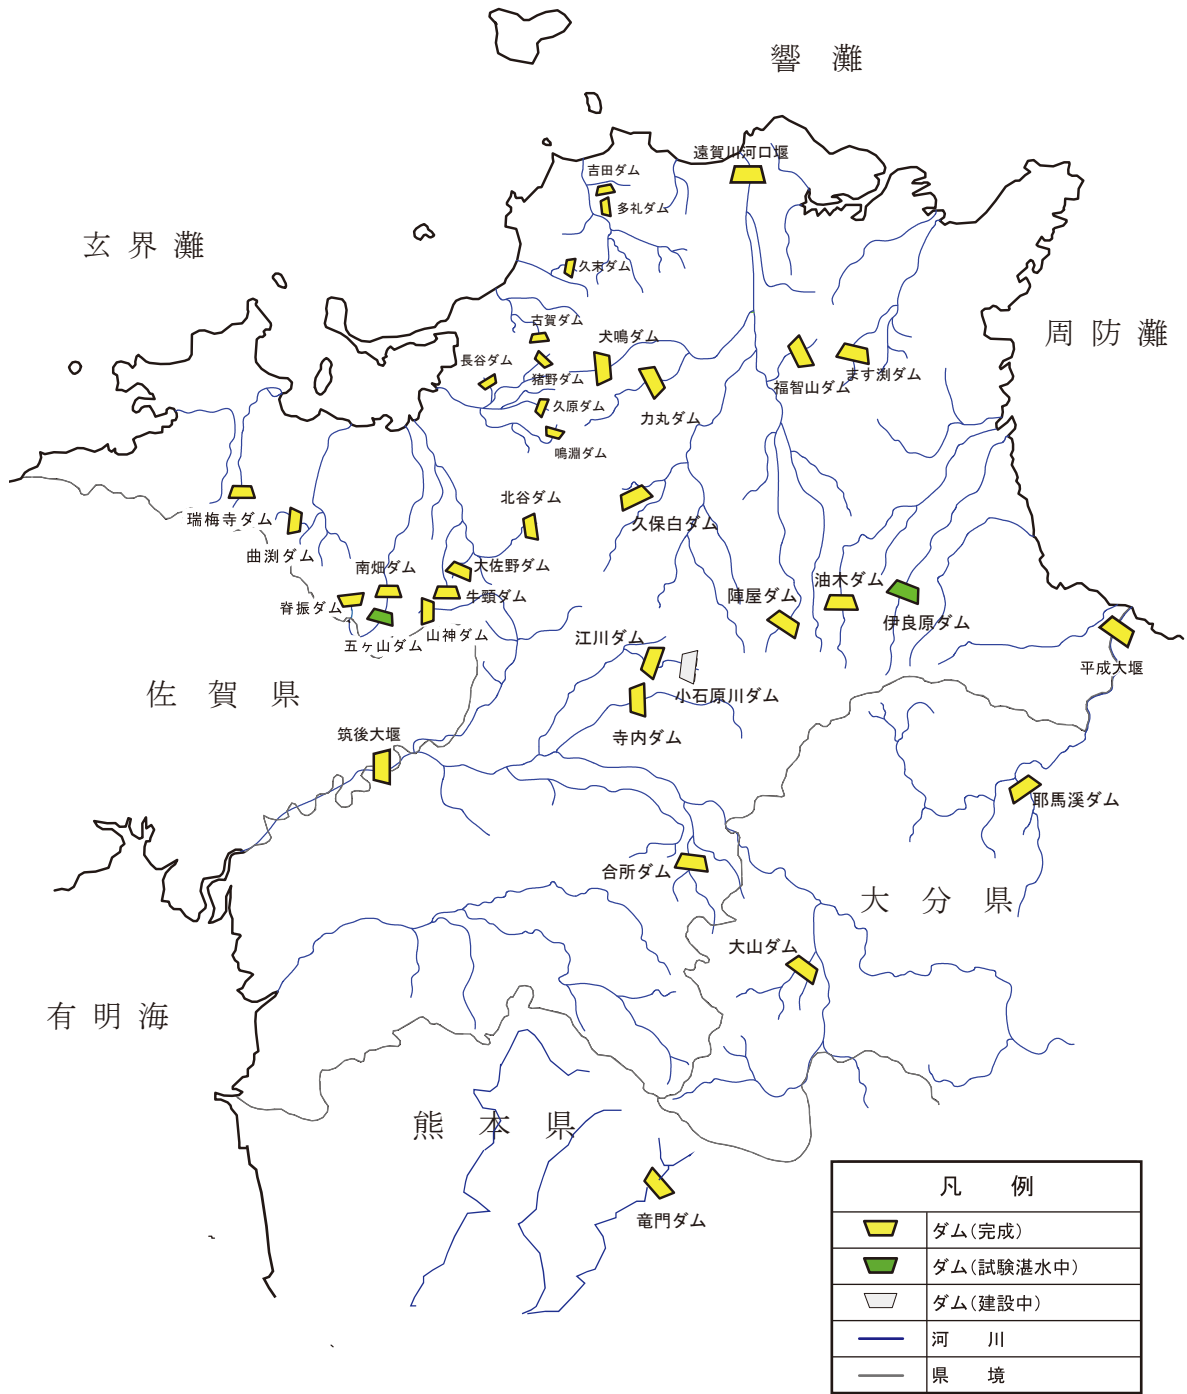 響灘
遠賀川河口堰
吉田ダム
多礼ダム
玄界灘
久末ダム
古賀ダム
犬鳴ダム
周防灘
長谷ダム
猪野ダム
ます渕ダム
福智山ダム
久原ダム
力丸ダム
鳴淵ダム
北谷ダム
瑞梅寺ダム
久保白ダム
曲渕ダム
南畑ダム
大佐野ダム
油木ダム
牛頸ダム
陣屋ダム
脊振ダム
伊良原ダム
山神ダム
江川ダム
五ヶ山ダム
平成大堰
佐賀県
小石原川ダム
筑後大堰
寺内ダム
耶馬溪ダム
合所ダム
大分県
大山ダム
有明海
熊本県
竜門ダム
凡例
ダム(完成)
ダム(試験湛水中)
ダム(建設中)
河川
県境